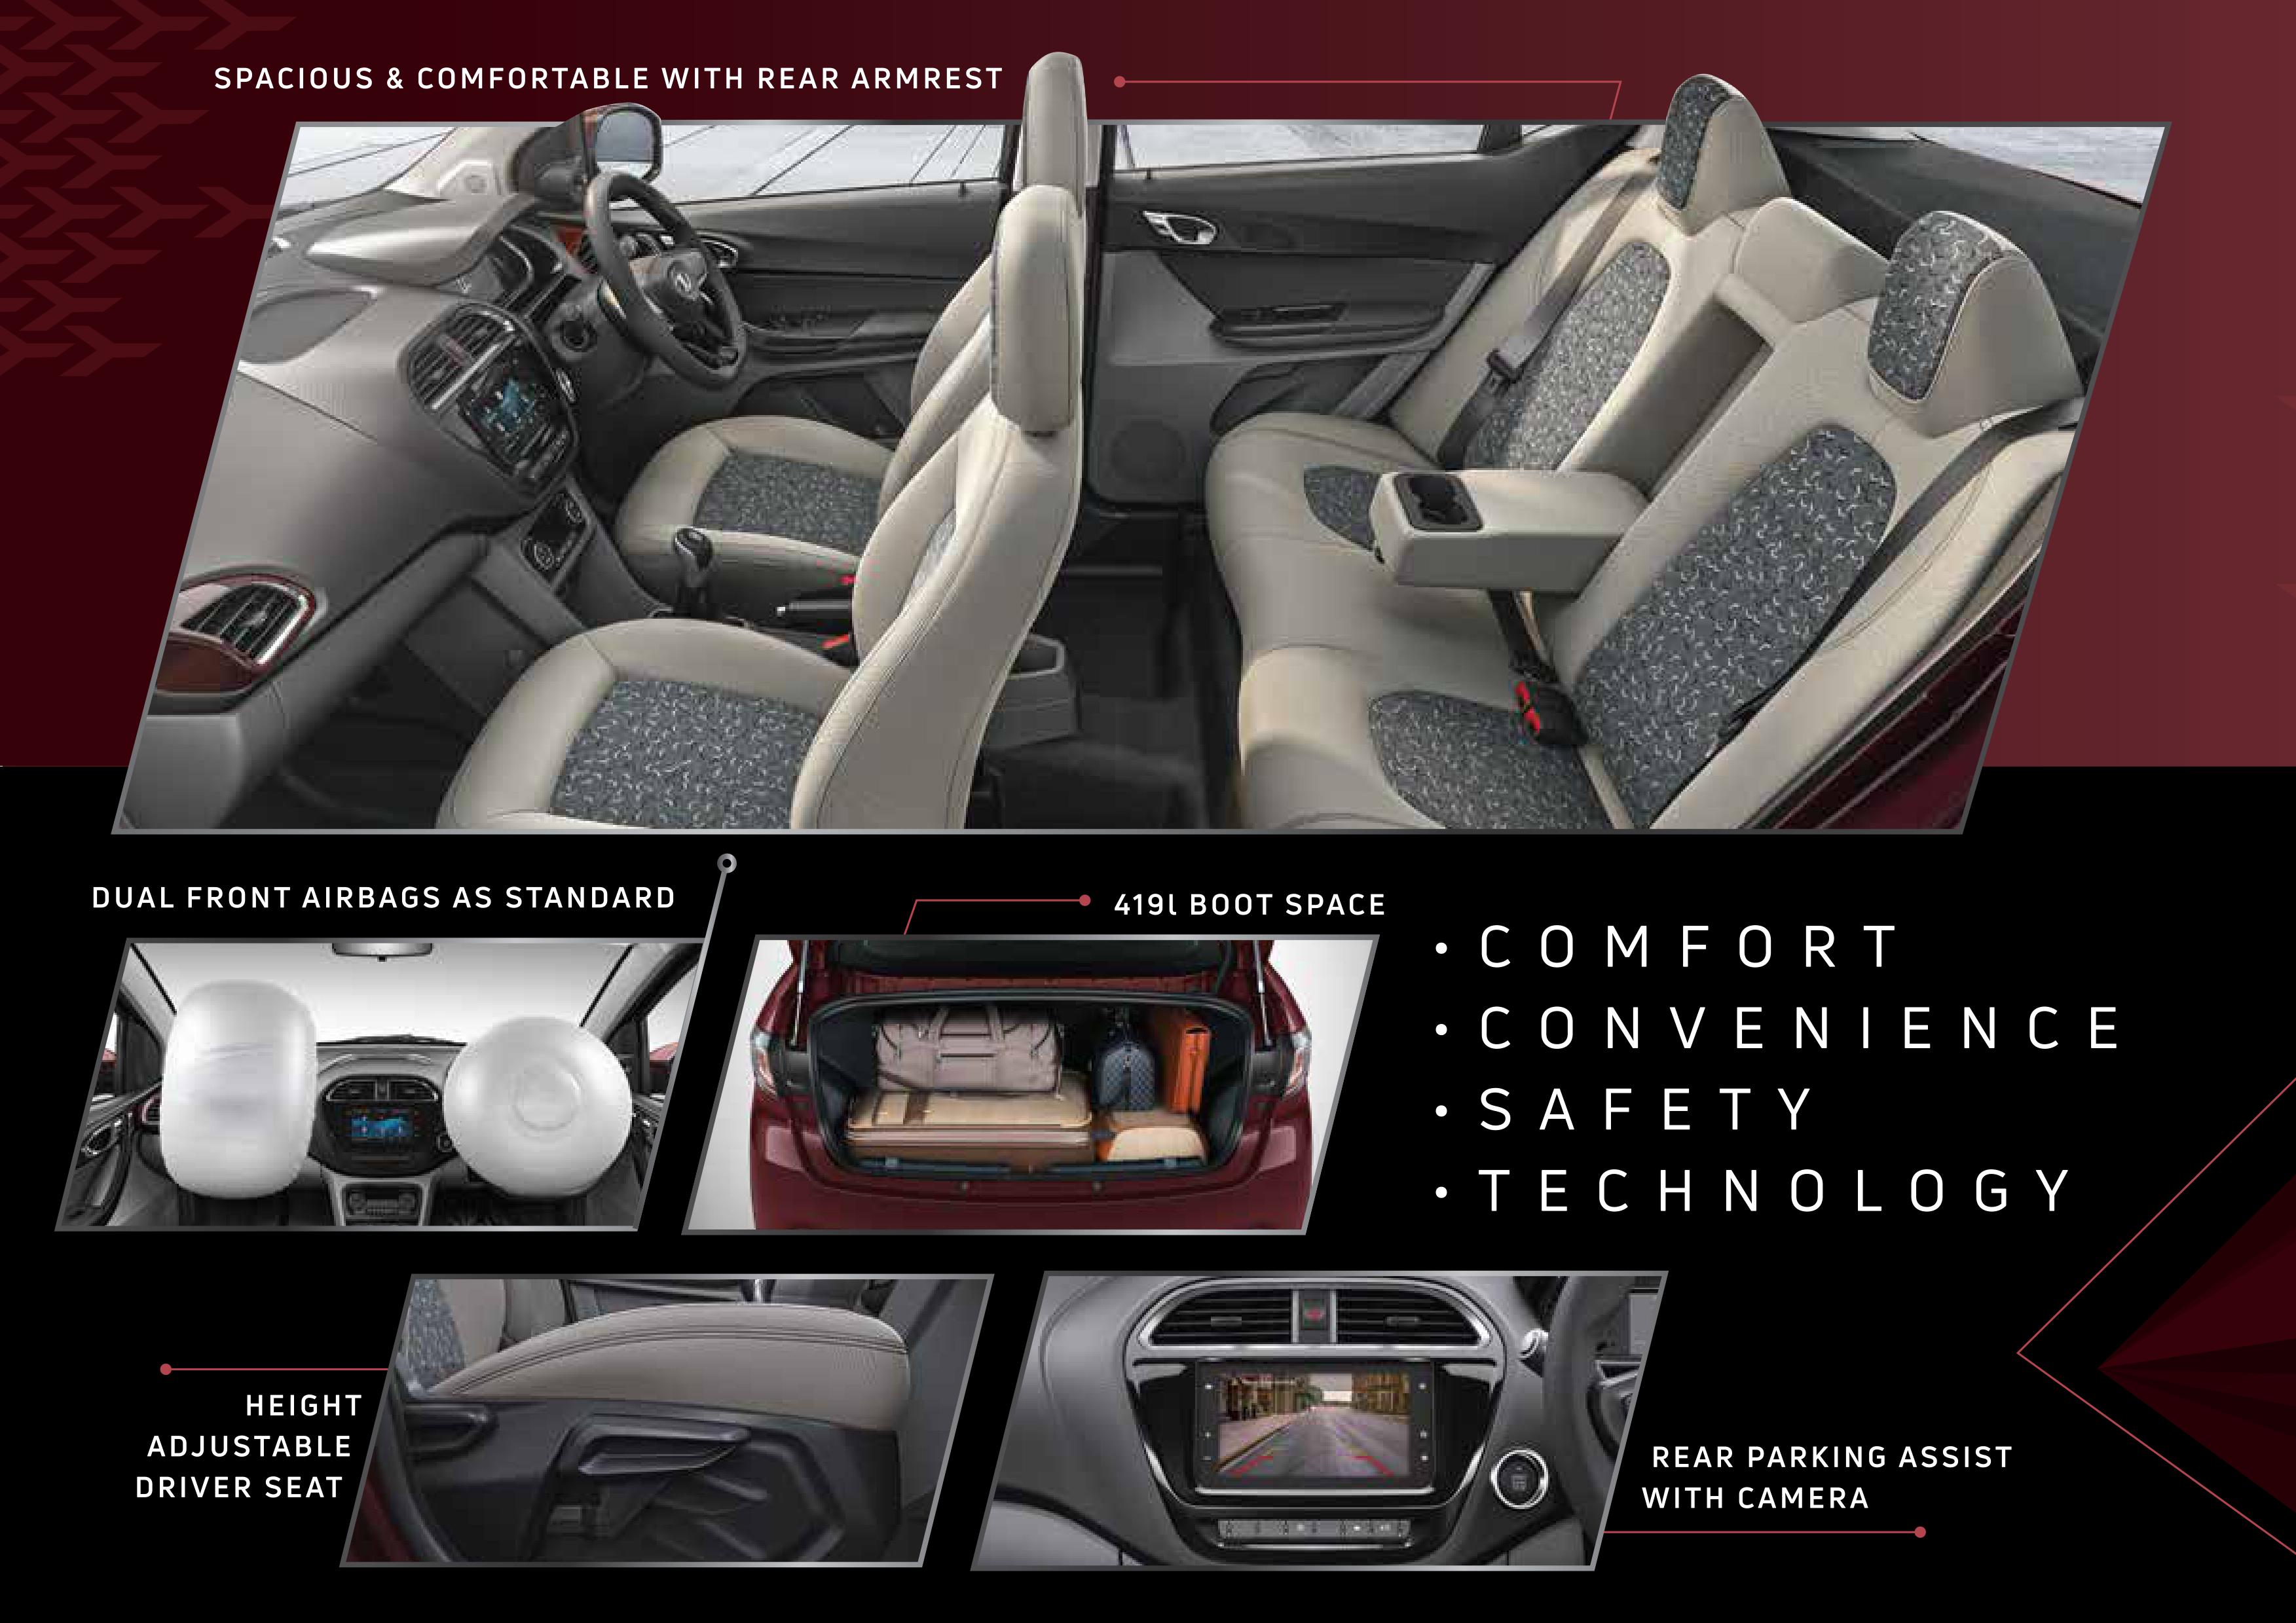 SPACIOUS & COMFORTABLE WITH REAR ARMREST
DUAL FRONT AIRBAGS AS STANDARD
419l BOOT SPACE
• COMFORT
• CONVENIENCE
• SAFETY
• TECHNOLOGY
HEIGHT
ADJUSTABLE
DRIVER SEAT
REAR PARKING ASSIST
WITH CAMERA